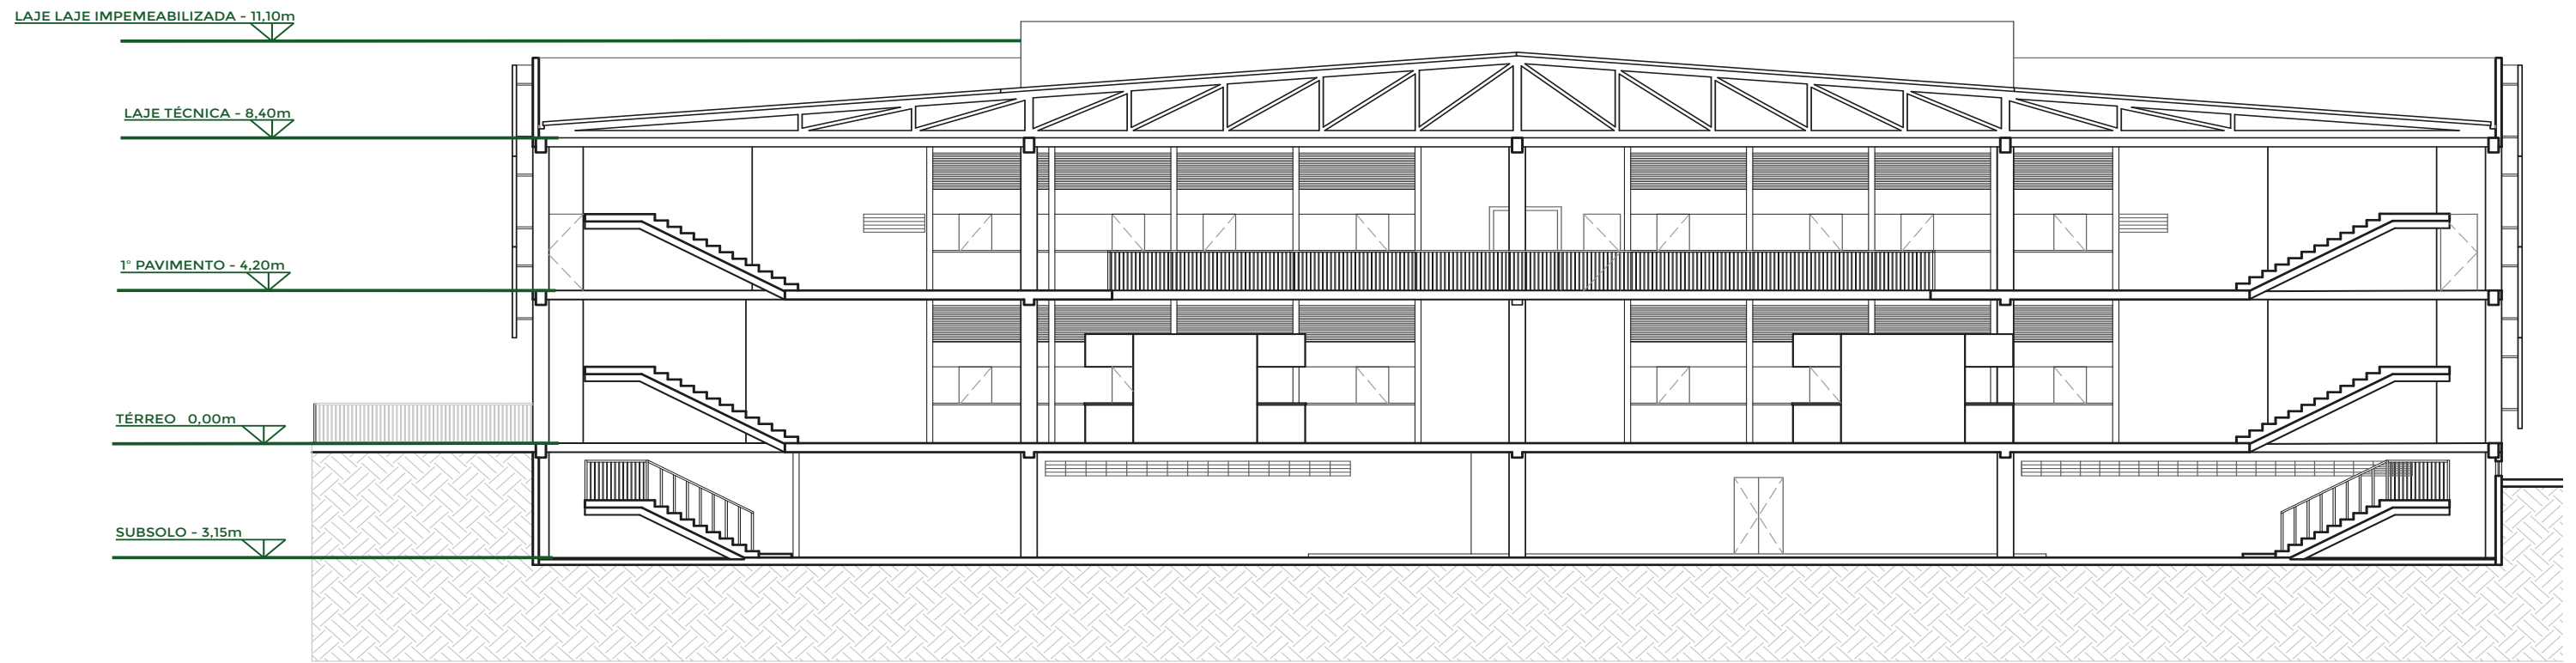 LAJE LAJE IMPEMEABILIZADA - 11,10m
LAJE TÉCNICA - 8,40m
1° PAVIMENTO - 4,20m
TÉRREO 0,00m
SUBSOLO - 3,15m